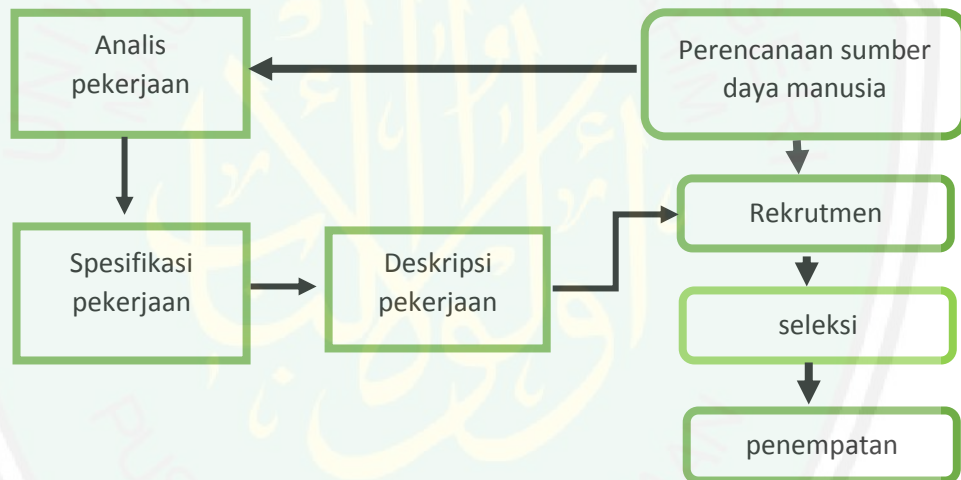 Analis
pekerjaan
Perencanaan sumber
daya manusia
Rekrutmen
Spesifikasi
pekerjaan
Deskripsi
pekerjaan
seleksi
penempatan